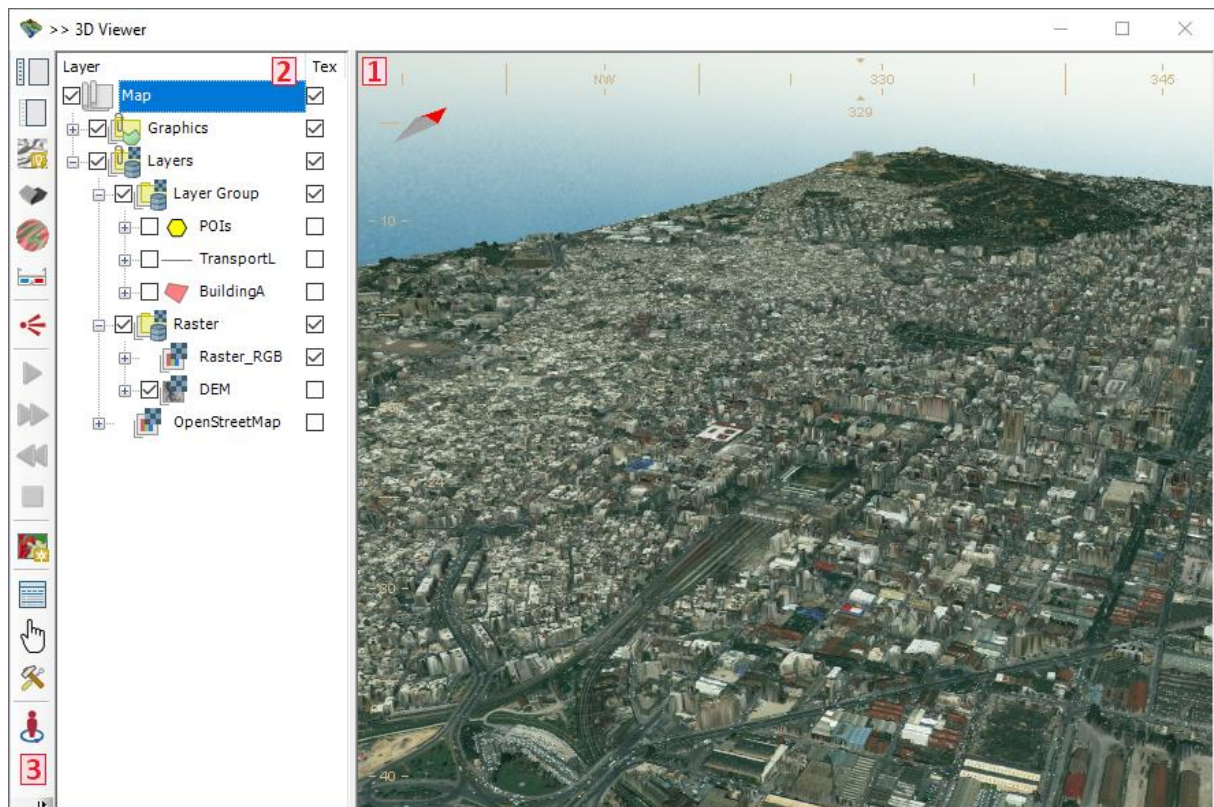 >> 3D Viewer
Layer 2 Tex
Map
Graphics
Layers
Layer Group
POIs
TransportL
BuildingA
Raster
Raster_RGB
DEM
OpenStreetMap
1
NW 330 345
329
10
30
40
3